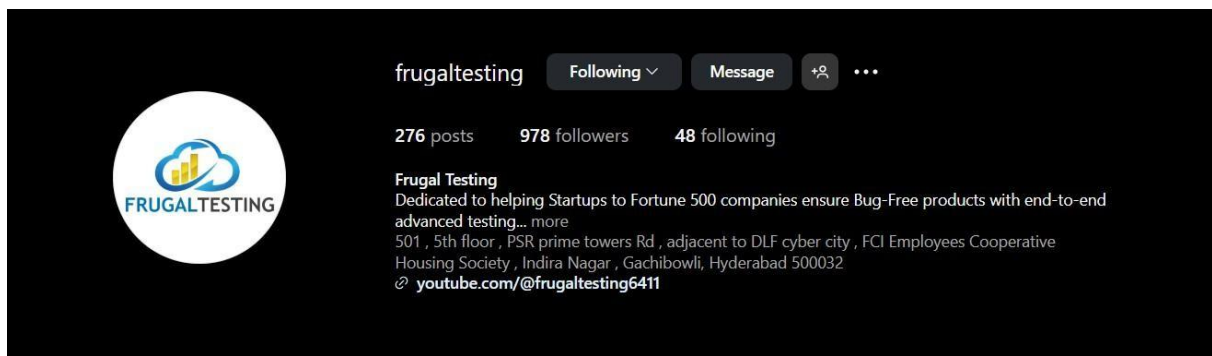 frugaltesting Following Message
276 posts 978 followers 48 following
FRUGALTESTING
Frugal Testing
Dedicated to helping Startups to Fortune 500 companies ensure Bug-Free products with end-to-end
advanced testing... more
501 , 5th floor , PSR prime towers Rd , adjacent to DLF cyber city , FCI Employees Cooperative
Housing Society , Indira Nagar , Gachibowli, Hyderabad 500032
youtube.com/@frugaltesting6411